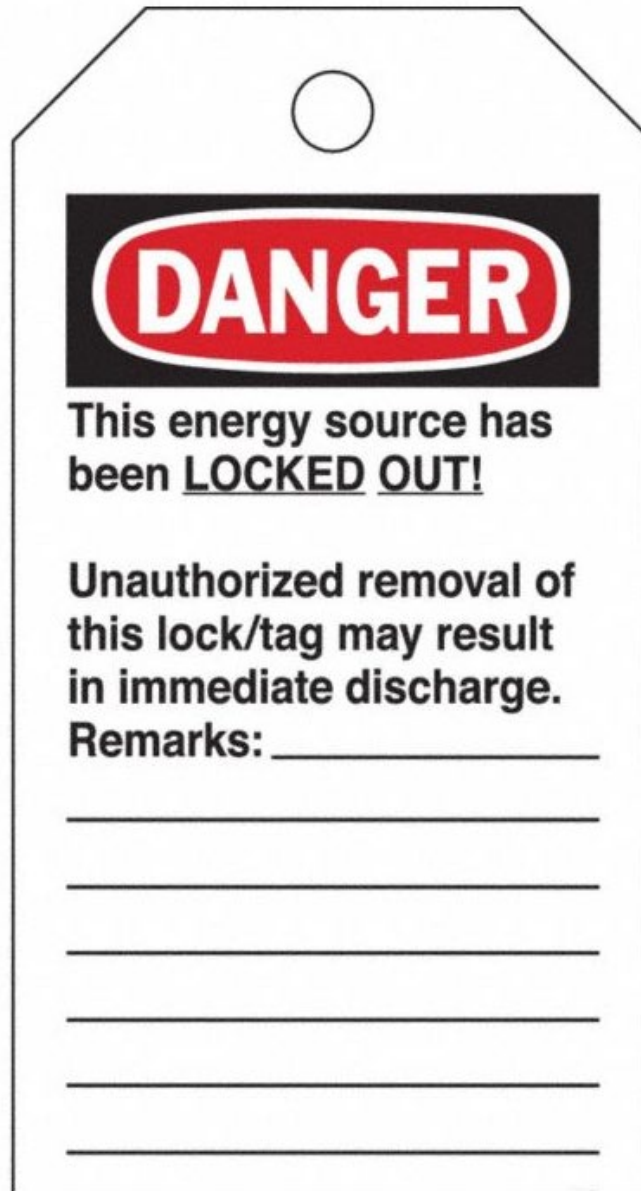 DANGER
This energy source has
been LOCKED OUT!
Unauthorized removal of
this lock/tag may result
in immediate discharge.
Remarks: